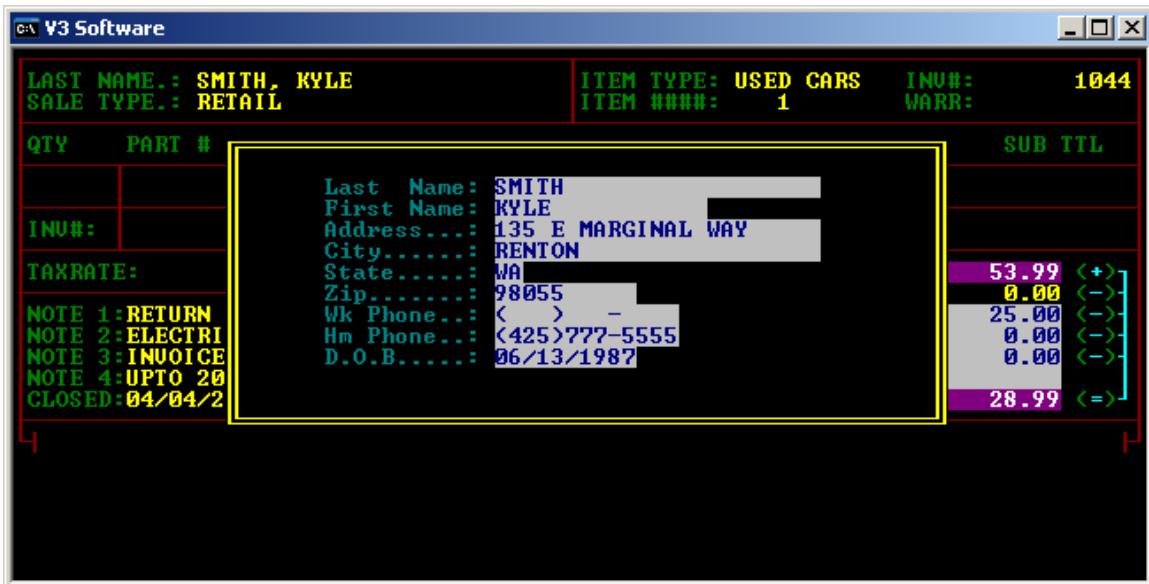 V3 Software
LAST NAME.: SMITH, KYLE ITEM TYPE: USED CARS INV#: 1044
SALE TYPE.: RETAIL ITEM ####: 1 WARR:
QTY PART # SUB TTL
Last Name: SMITH
First Name: KYLE
Address...: 135 E MARGINAL WAY
INV#:
City......: RENTON
TAXRATE: State.....: WA 53.99 (+)
Zip.......: 98055 0.00 (-)
NOTE 1:RETURN Wk Phone..: ( ) - 25.00 (-)
NOTE 2:ELECTRI Hm Phone..: (425)777-5555 0.00 (-)
NOTE 3:INVOICE D.O.B.....: 06/13/1987 0.00 (-)
NOTE 4:UPTO 20
CLOSED:04/04/2 28.99 (=)